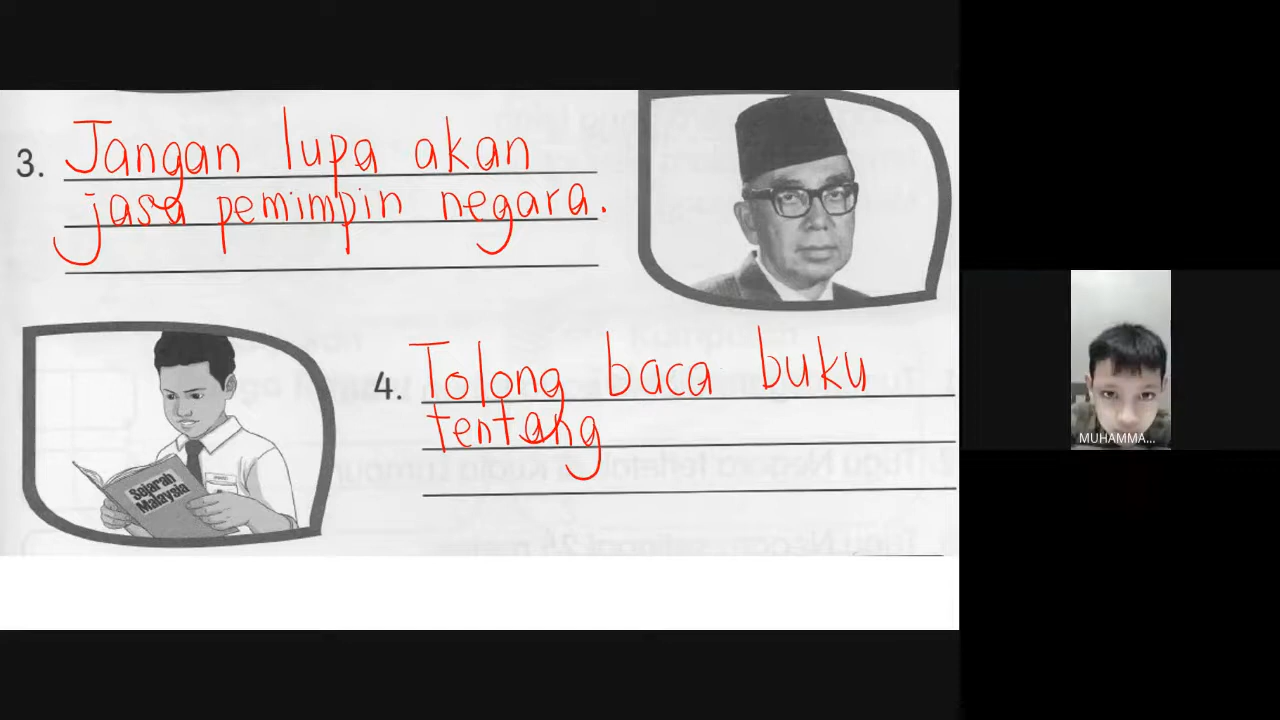 3. Jangan lupa akan
jasa pemimpin negara.
4. Tolong baca buku
tentang
Sejarah
Malaysia
MUHAMMA...